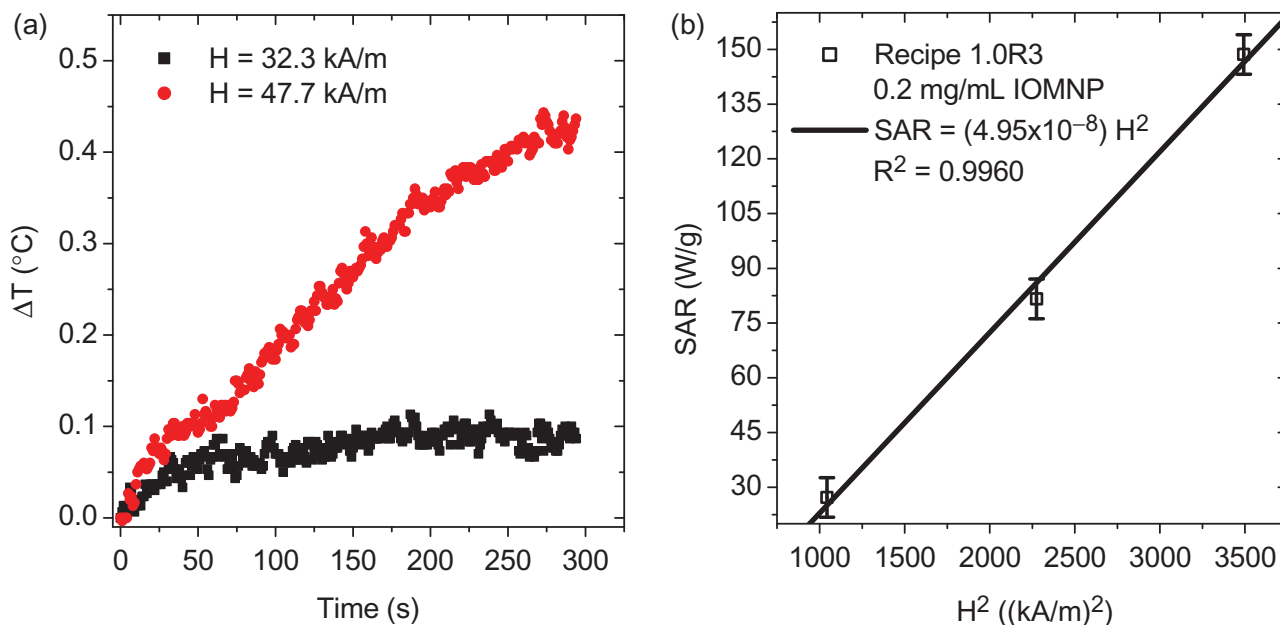 (a)
H = 32.3 kA/m
H = 47.7 kA/m
0.5
0.4
0.3
0.2
0.1
0.0
ΔT (°C)
0 50 100 150 200 250 300
Time (s)
(b)
Recipe 1.0R3
0.2 mg/mL IOMNP
SAR = (4.95x10⁻⁸) H²
R² = 0.9960
150
135
120
105
90
75
60
45
30
SAR (W/g)
1000 1500 2000 2500 3000 3500
H² ((kA/m)²)